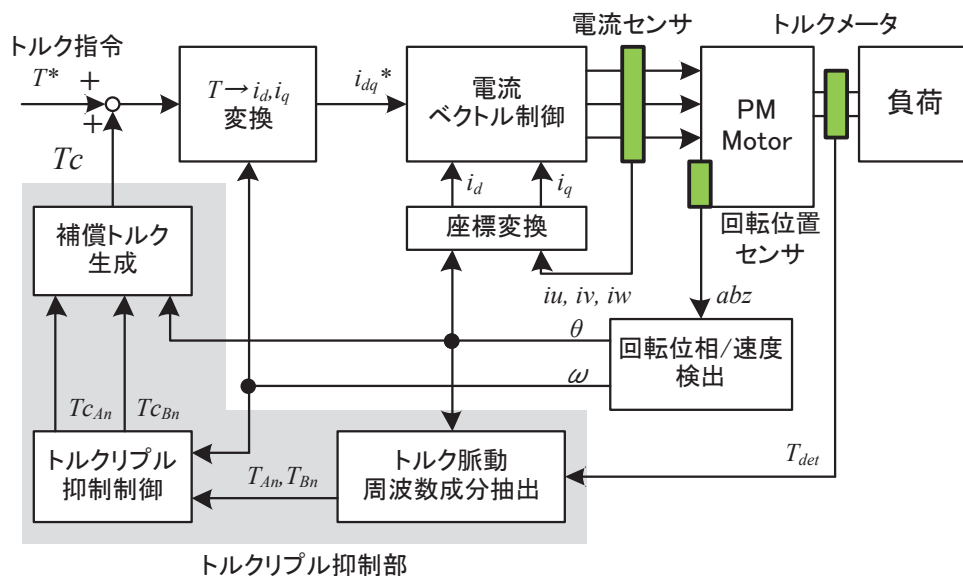 トルク指令
T*
+
+
Tc
T→id,iq
変換
idq*
電流
ベクトル制御
電流センサ
トルクメータ
PM
Motor
負荷
id
iq
座標変換
回転位置
センサ
iu, iv, iw
abz
補償トルク
生成
θ
ω
回転位相/速度
検出
TcAn
TcBn
トルクリプル
抑制制御
TAn,TBn
トルク脈動
周波数成分抽出
Tdet
トルクリプル抑制部